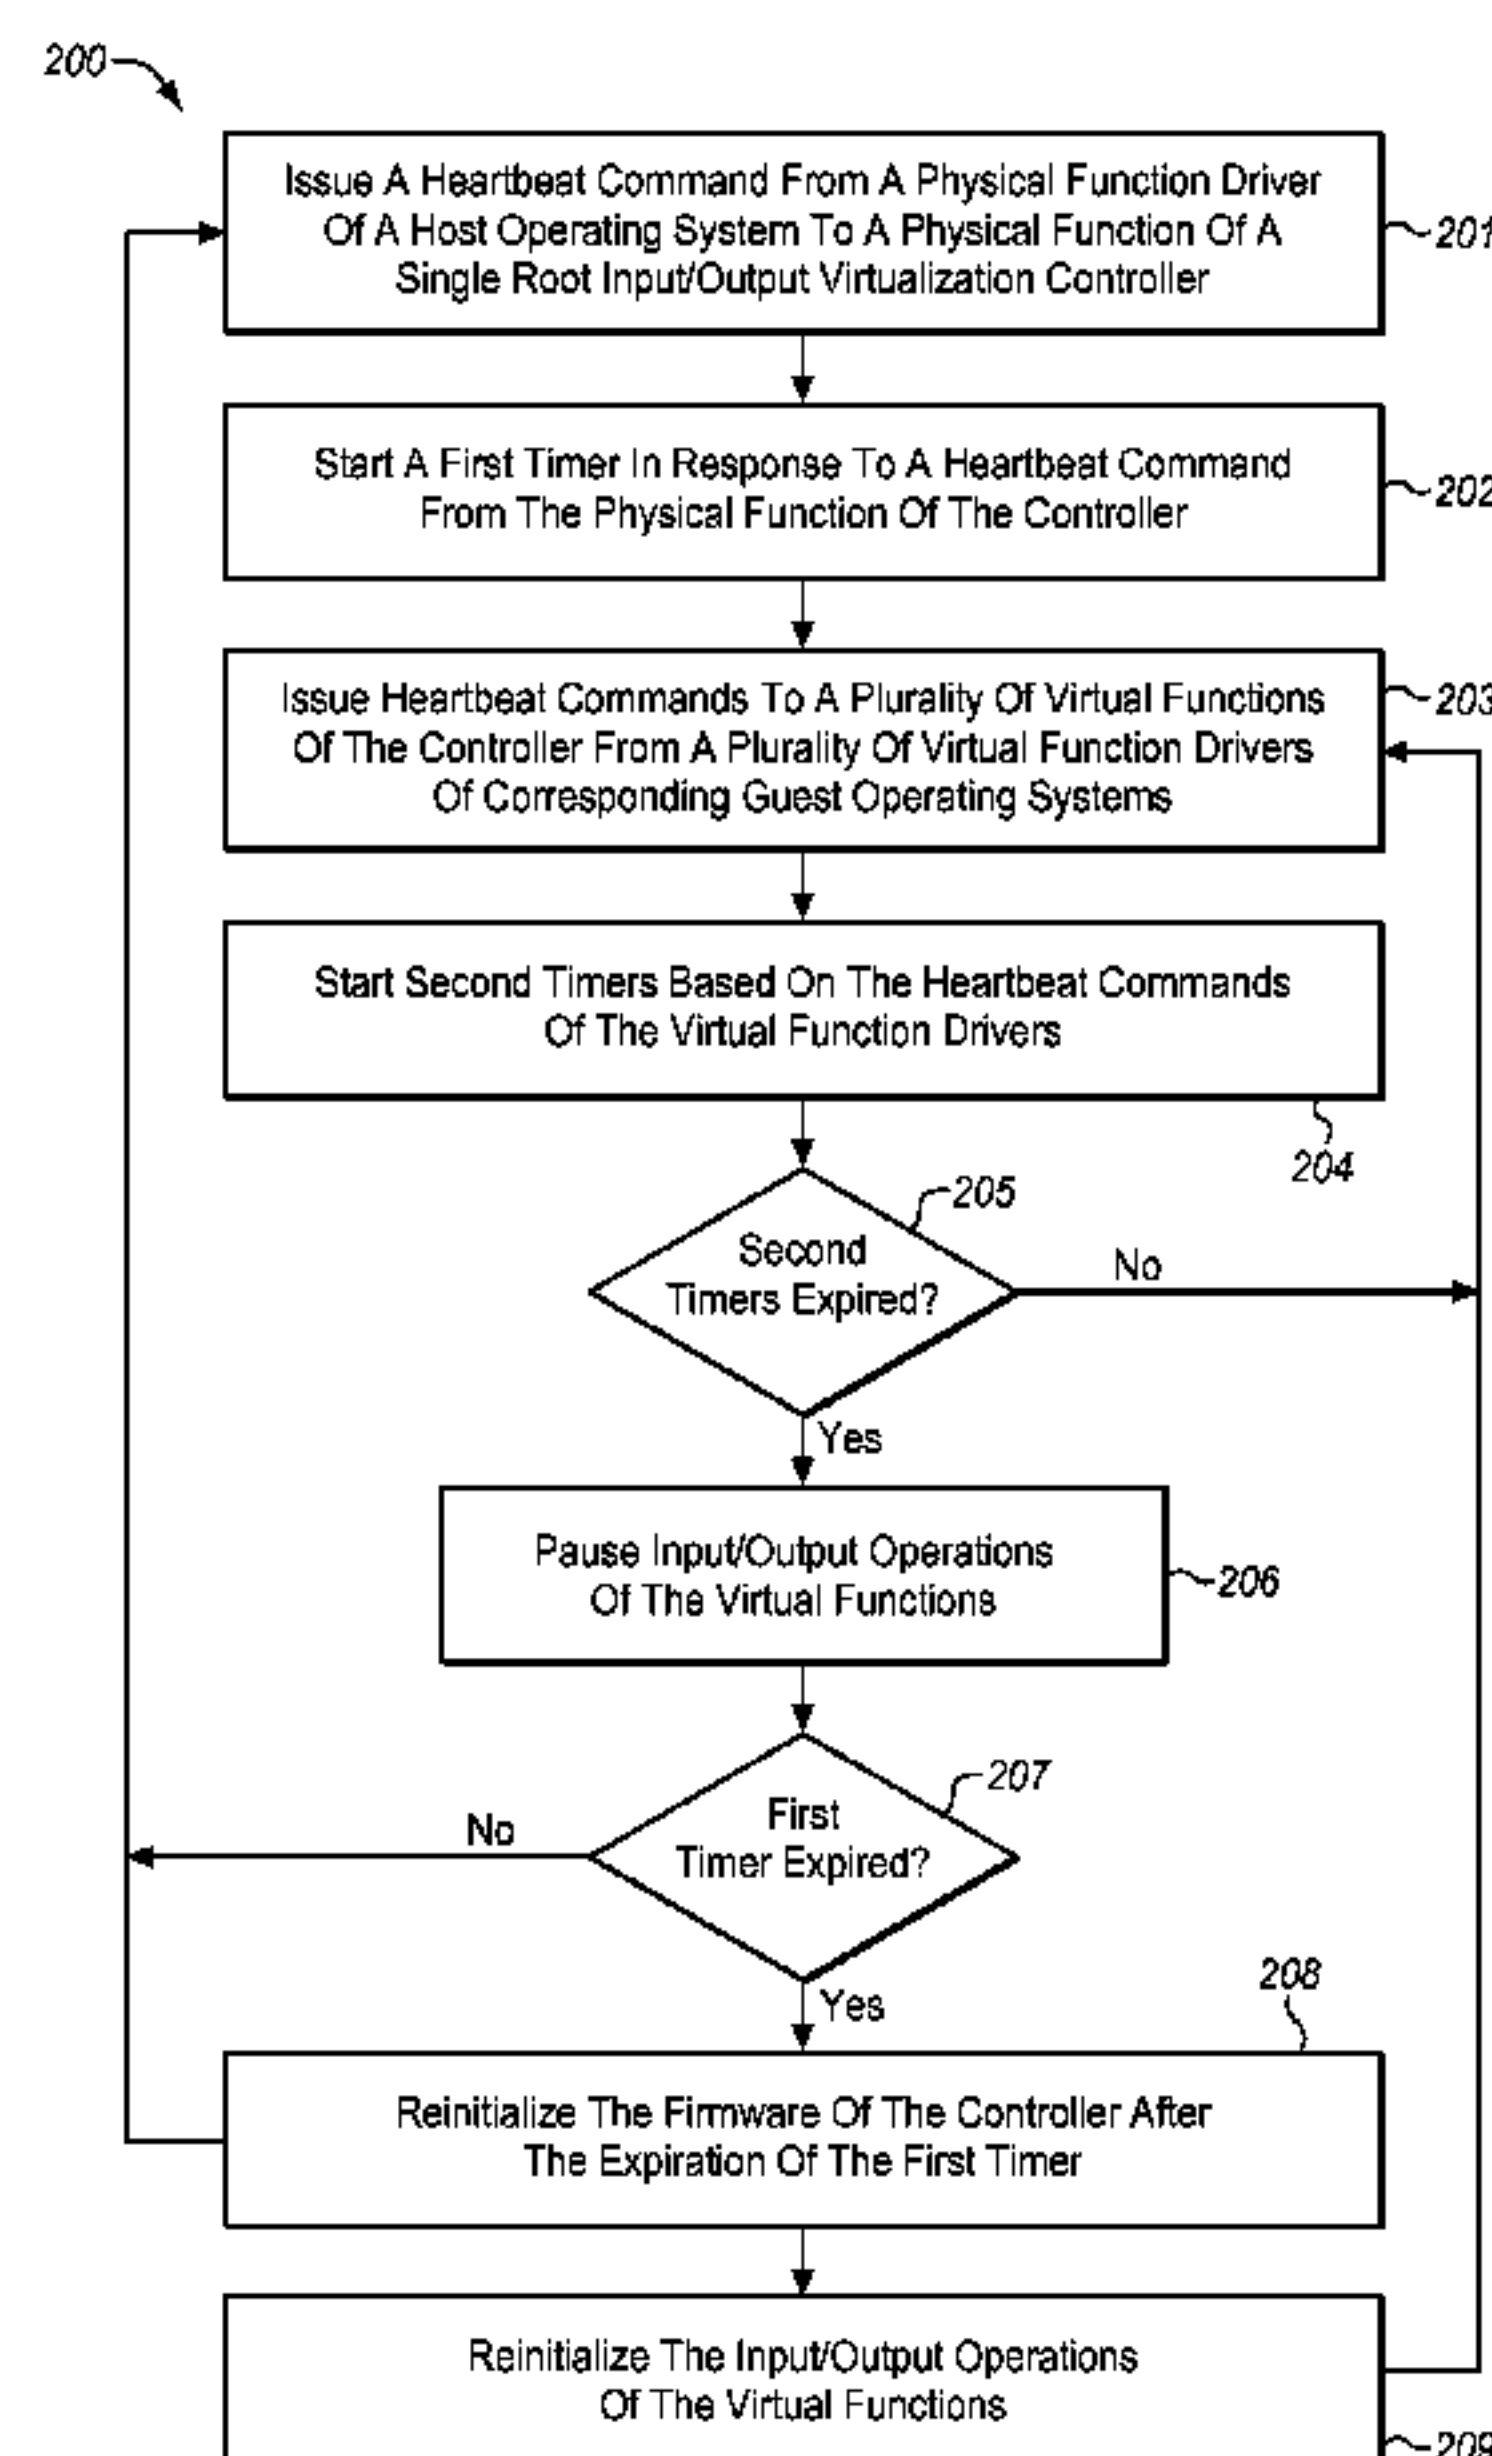 200
Issue A Heartbeat Command From A Physical Function Driver
Of A Host Operating System To A Physical Function Of A
Single Root Input/Output Virtualization Controller
201
Start A First Timer In Response To A Heartbeat Command
From The Physical Function Of The Controller
202
Issue Heartbeat Commands To A Plurality Of Virtual Functions
Of The Controller From A Plurality Of Virtual Function Drivers
Of Corresponding Guest Operating Systems
203
Start Second Timers Based On The Heartbeat Commands
Of The Virtual Function Drivers
204
205
Second
Timers Expired?
No
Yes
Pause Input/Output Operations
Of The Virtual Functions
206
207
First
Timer Expired?
No
Yes
208
Reinitialize The Firmware Of The Controller After
The Expiration Of The First Timer
Reinitialize The Input/Output Operations
Of The Virtual Functions
209